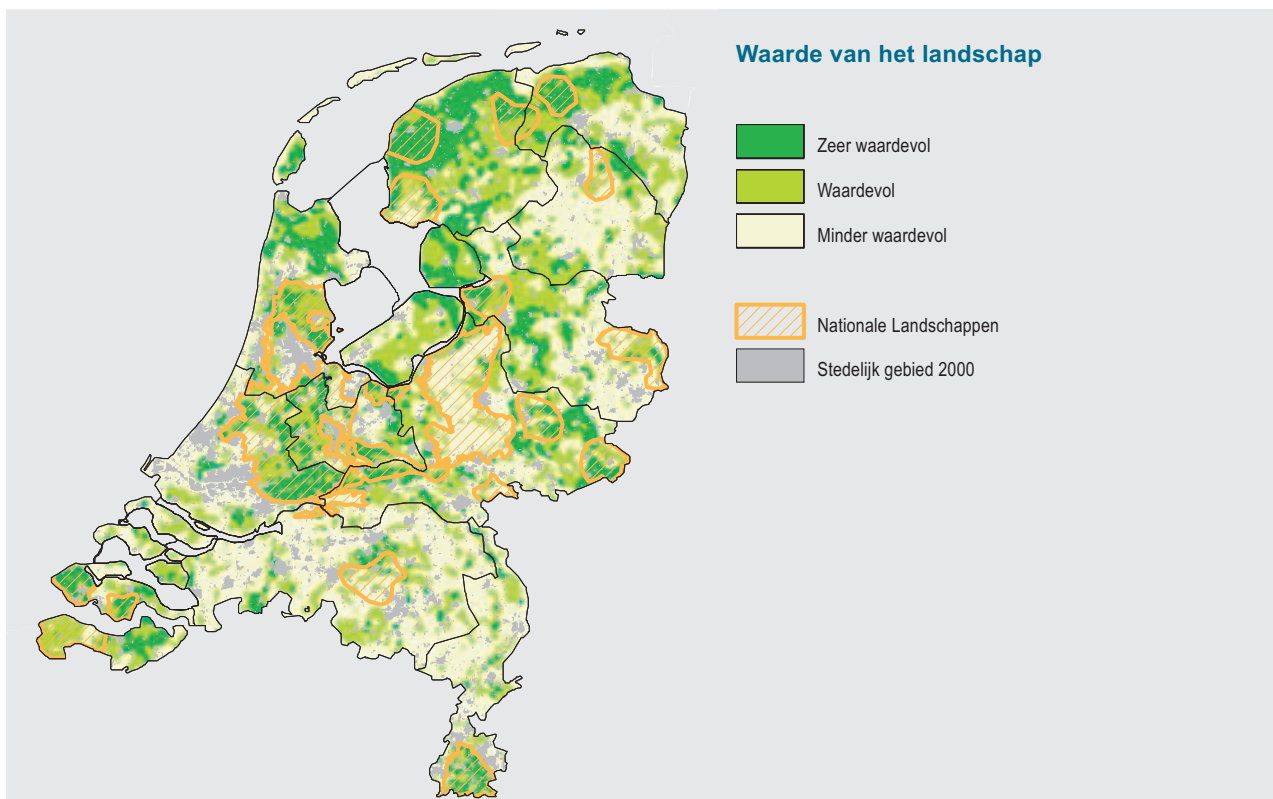 Waarde van het landschap
Zeer waardevol
Waardevol
Minder waardevol
Nationale Landschappen
Stedelijk gebied 2000